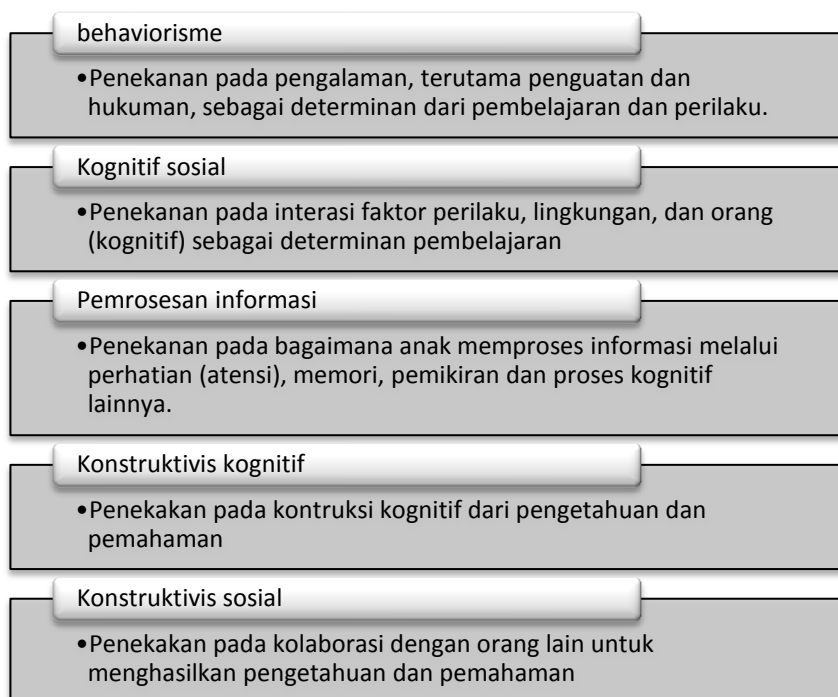 behaviorisme
•Penekanan pada pengalaman, terutama penguatan dan
hukuman, sebagai determinan dari pembelajaran dan perilaku.
Kognitif sosial
•Penekanan pada interasi faktor perilaku, lingkungan, dan orang
(kognitif) sebagai determinan pembelajaran
Pemrosesan informasi
•Penekanan pada bagaimana anak memproses informasi melalui
perhatian (atensi), memori, pemikiran dan proses kognitif
lainnya.
Konstruktivis kognitif
•Penekakan pada kontruksi kognitif dari pengetahuan dan
pemahaman
Konstruktivis sosial
•Penekakan pada kolaborasi dengan orang lain untuk
menghasilkan pengetahuan dan pemahaman